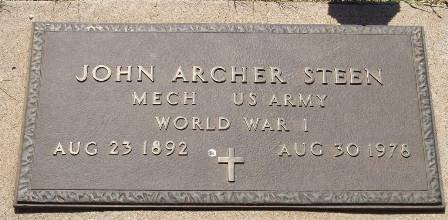 JOHN ARCHER STEEN
MECH US ARMY
WORLD WAR I
AUG 23 1892 AUG 30 1978